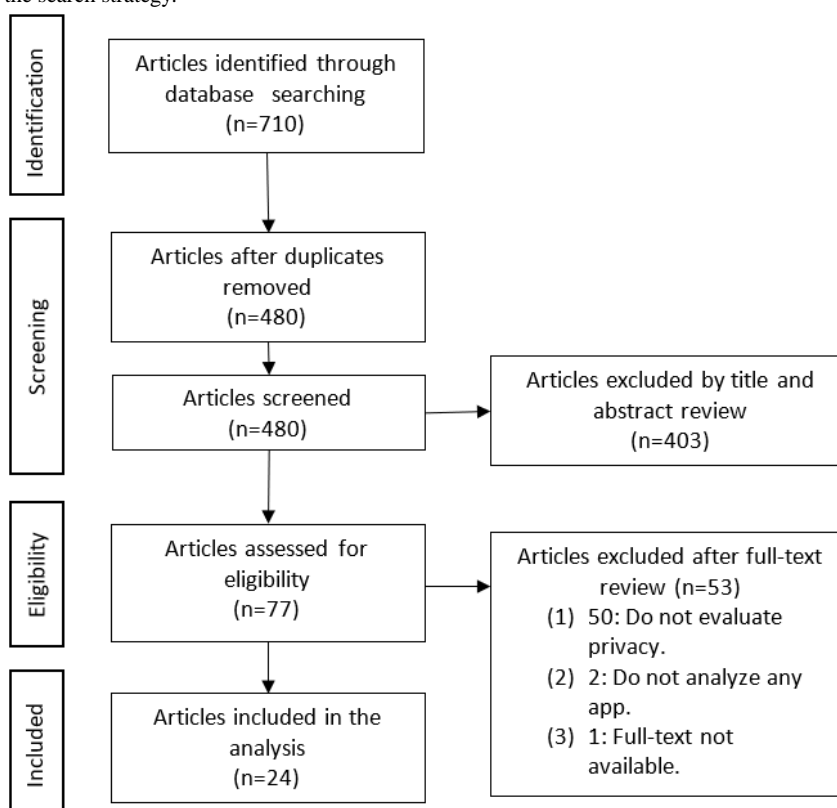 the search strategy.
Identification
Articles identified through
database searching
(n=710)
Screening
Articles after duplicates
removed
(n=480)
Articles screened
(n=480)
Articles excluded by title and
abstract review
(n=403)
Eligibility
Articles assessed for
eligibility
(n=77)
Articles excluded after full-text
review (n=53)
(1) 50: Do not evaluate
privacy.
(2) 2: Do not analyze any
app.
(3) 1: Full-text not
available.
Included
Articles included in the
analysis
(n=24)